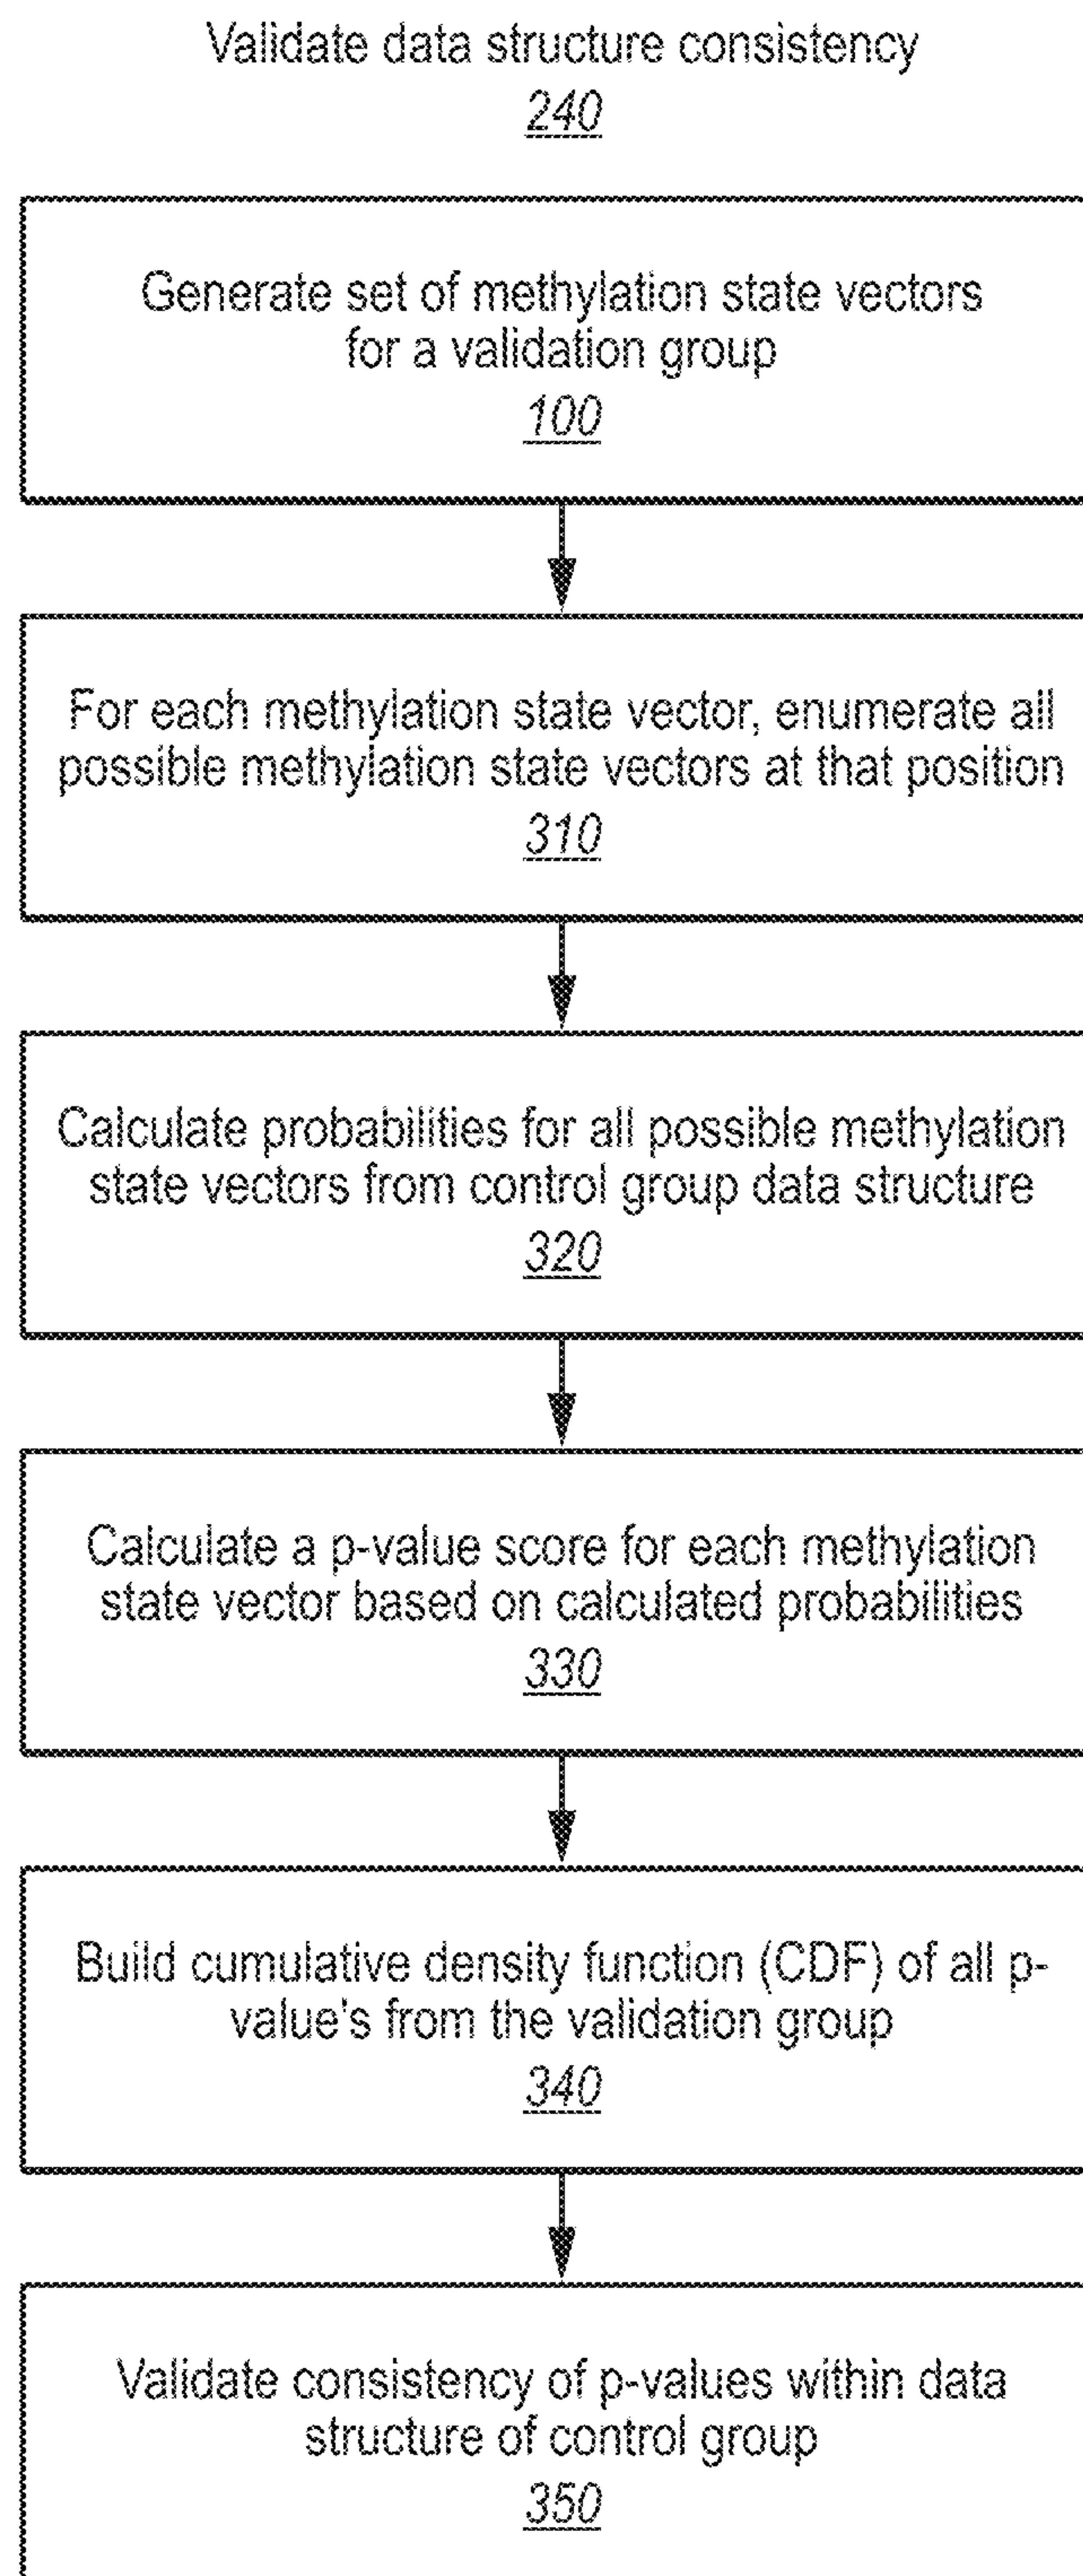 Validate data structure consistency
240
Generate set of methylation state vectors
for a validation group
100
For each methylation state vector, enumerate all
possible methylation state vectors at that position
310
Calculate probabilities for all possible methylation
state vectors from control group data structure
320
Calculate a p-value score for each methylation
state vector based on calculated probabilities
330
Build cumulative density function (CDF) of all p-
value's from the validation group
340
Validate consistency of p-values within data
structure of control group
350